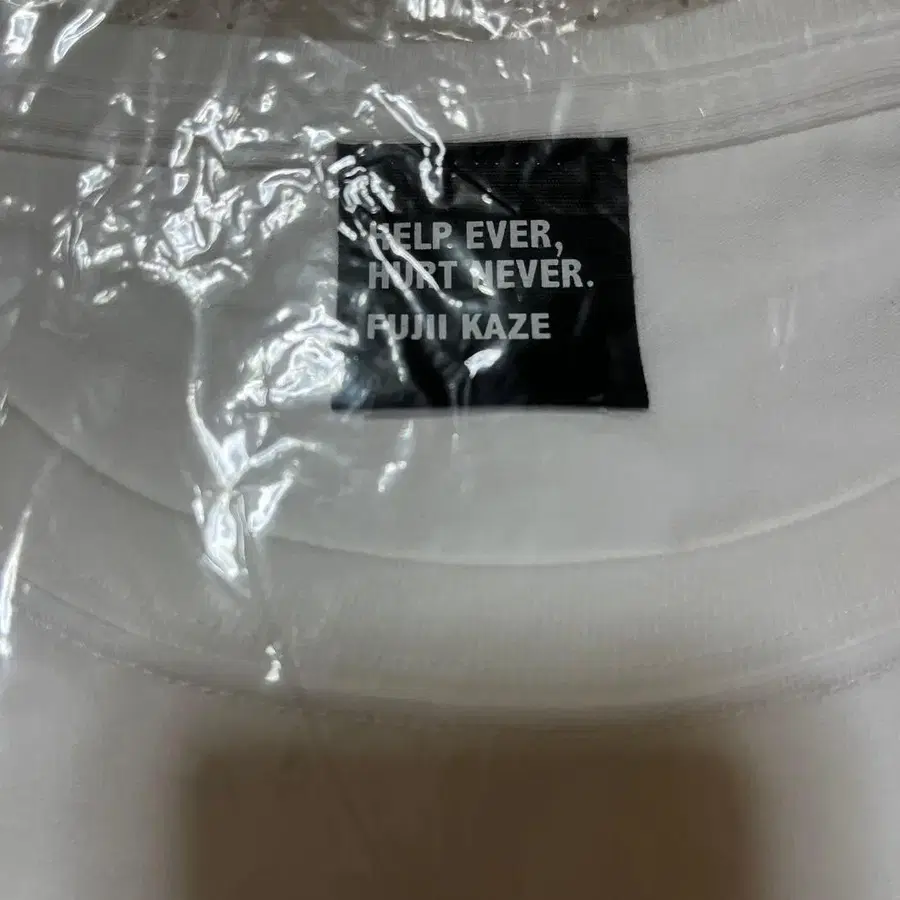 HELP EVER,
HURT NEVER.
FUJII KAZE